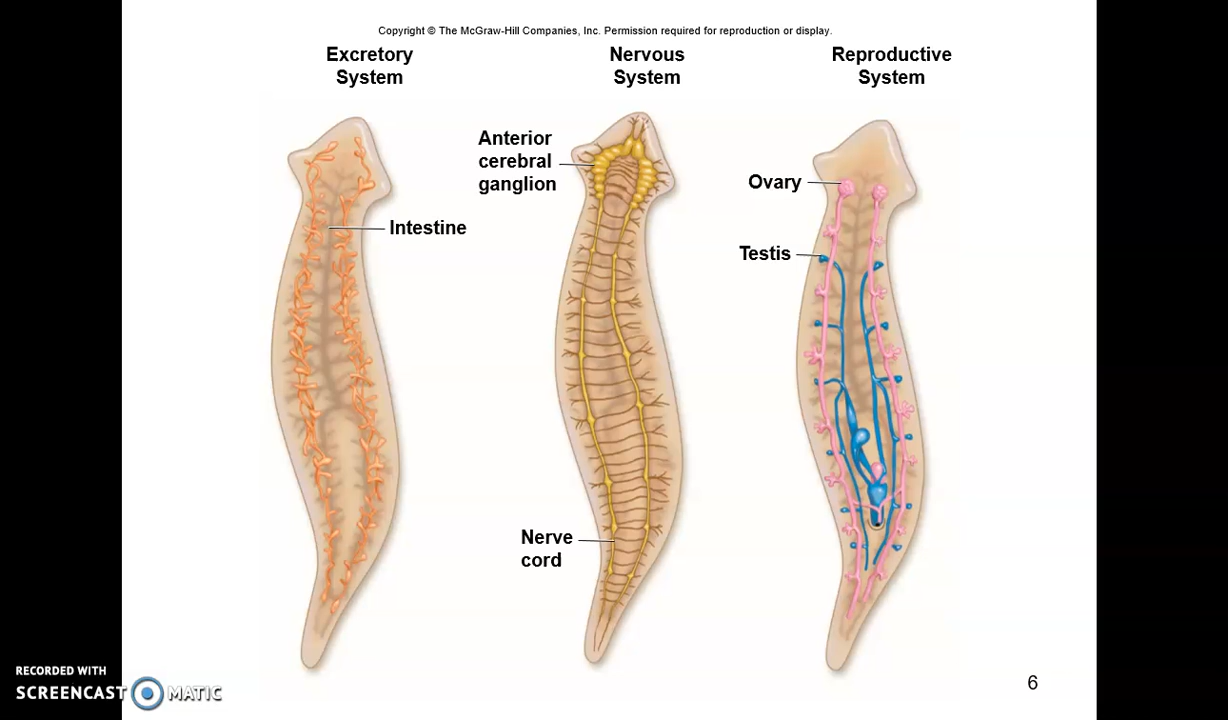 Copyright © The McGraw-Hill Companies, Inc. Permission required for reproduction or display.
Excretory
System
Nervous
System
Reproductive
System
Anterior
cerebral
ganglion
Intestine
Ovary
Testis
Nerve
cord
6
RECORDED WITH
SCREENCAST MATIC